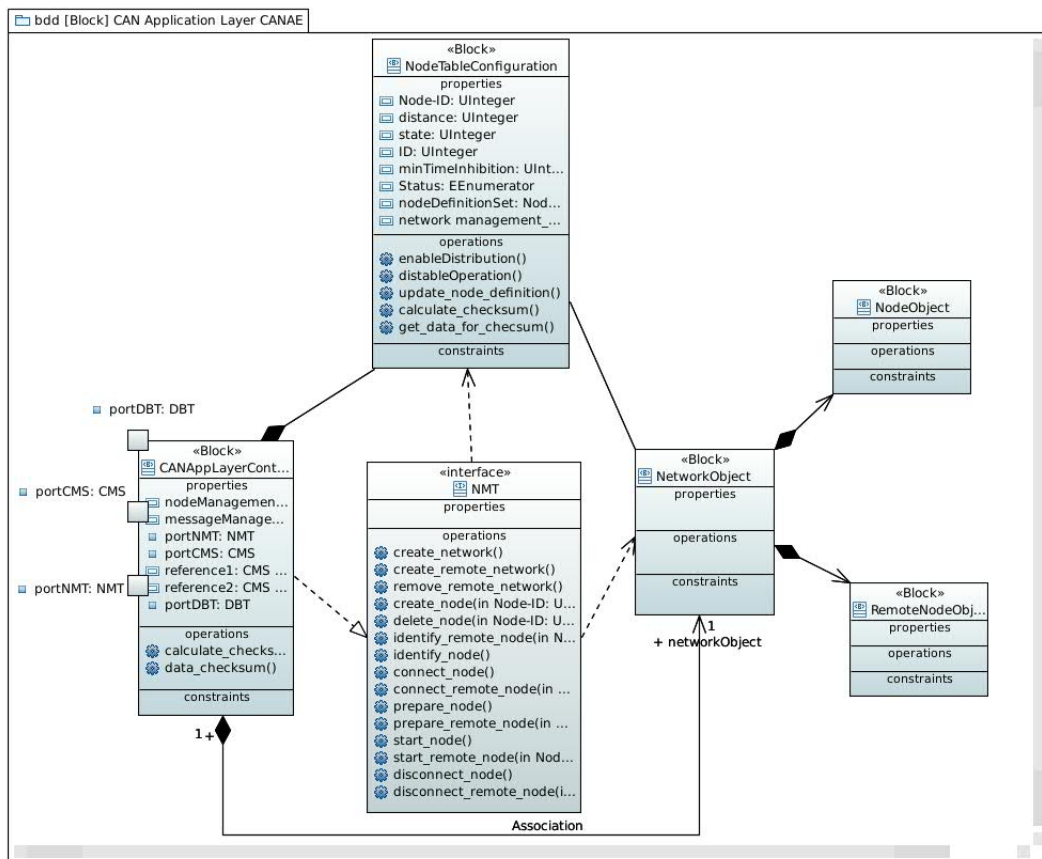 bdd [Block] CAN Application Layer CANAE
«Block»
NodeTableConfiguration
properties
Node-ID: UInteger
distance: UInteger
state: UInteger
ID: UInteger
minTimeInhibition: UInt...
Status: EEnumerator
nodeDefinitionSet: Nod...
network management_...
operations
enableDistribution()
distableOperation()
update_node_definition()
calculate_checksum()
get_data_for_checsum()
constraints
«Block»
NodeObject
properties
operations
constraints
portDBT: DBT
portCMS: CMS
portNMT: NMT
«Block»
CANAppLayerCont...
properties
nodeManagemen...
messageManage...
portNMT: NMT
portCMS: CMS
reference1: CMS ...
reference2: CMS ...
portDBT: DBT
operations
calculate_checks...
data_checksum()
constraints
«interface»
NMT
properties
operations
create_network()
create_remote_network()
remove_remote_network()
create_node(in Node-ID: U...
delete_node(in Node-ID: U...
identify_remote_node(in N...
identify_node()
connect_node()
connect_remote_node(in ...
prepare_node()
prepare_remote_node(in ...
start_node()
start_remote_node(in Nod...
disconnect_node()
disconnect_remote_node(i...
«Block»
NetworkObject
properties
operations
constraints
«Block»
RemoteNodeObj...
properties
operations
constraints
1
+ networkObject
1+
Association